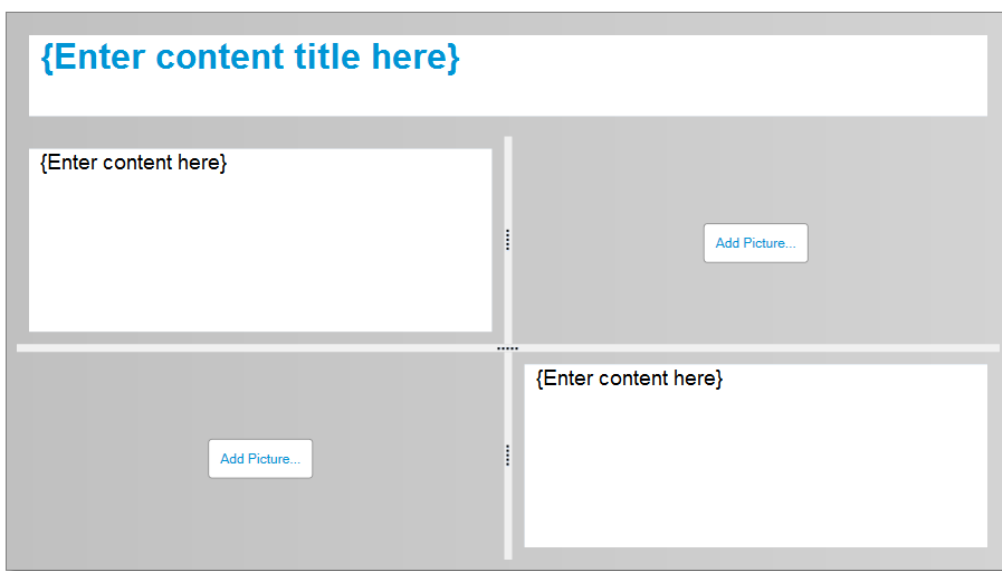 {Enter content title here}
{Enter content here}
Add Picture...
Add Picture...
{Enter content here}